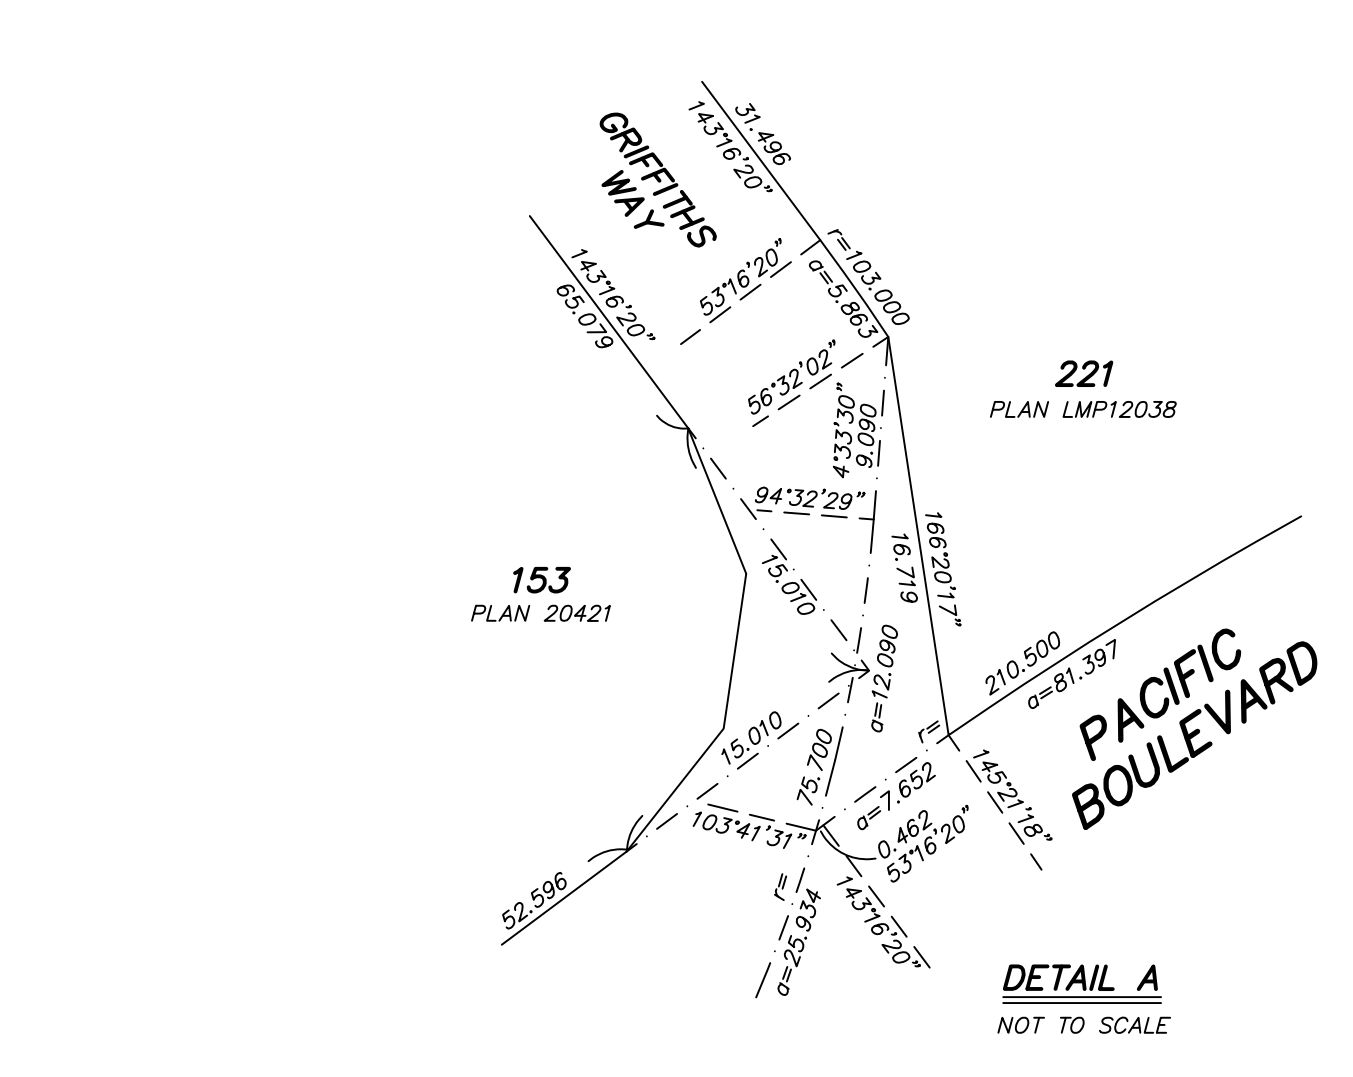 31.496
143°16'20"
GRIFFITHS
WAY
r=103.000
a=5.863
53°16'20"
143°16'20"
65.079
56°32'02"
4°33'30"
9.090
221
PLAN LMP12038
94°32'29"
15.010
16.719
166°20'17"
153
PLAN 20421
a=12.090
210.500
a=81.397
PACIFIC
BOULEVARD
15.010
75.700
r=
a=7.652
145°21'18"
103°41'31"
0.462
53°16'20"
52.596
r=
a=25.934
143°16'20"
DETAIL A
NOT TO SCALE